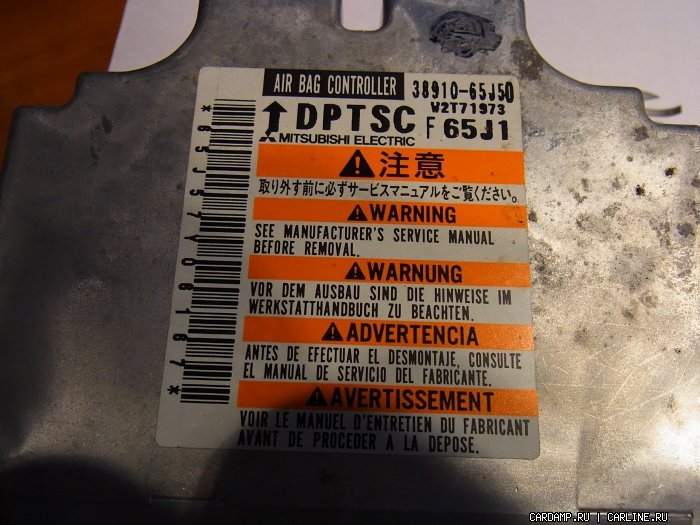 AIR BAG CONTROLLER 38910-65J50
W2T71973
DPTSC F 65J1
MITSUBISHI ELECTRIC
注意
取り外す前に必ずサービスマニュアルをご覧ください。
WARNING
SEE MANUFACTURER'S SERVICE MANUAL
BEFORE REMOVAL.
WARNUNG
VOR DEM AUSBAU SIND DIE HINWEISE IM
WERKSTATTHANDBUCH ZU BEACHTEN.
ADVERTENCIA
ANTES DE EFECTUAR EL DESMONTAJE, CONSULTE
EL MANUAL DE SERVICIO DEL FABRICANTE.
AVERTISSEMENT
VOIR LE MANUEL D'ENTRETIEN DU FABRICANT
AVANT DE PROCEDER A LA DEPOSE.
*65J57V06167*
CARDAMP.RU | CARLINE.RU